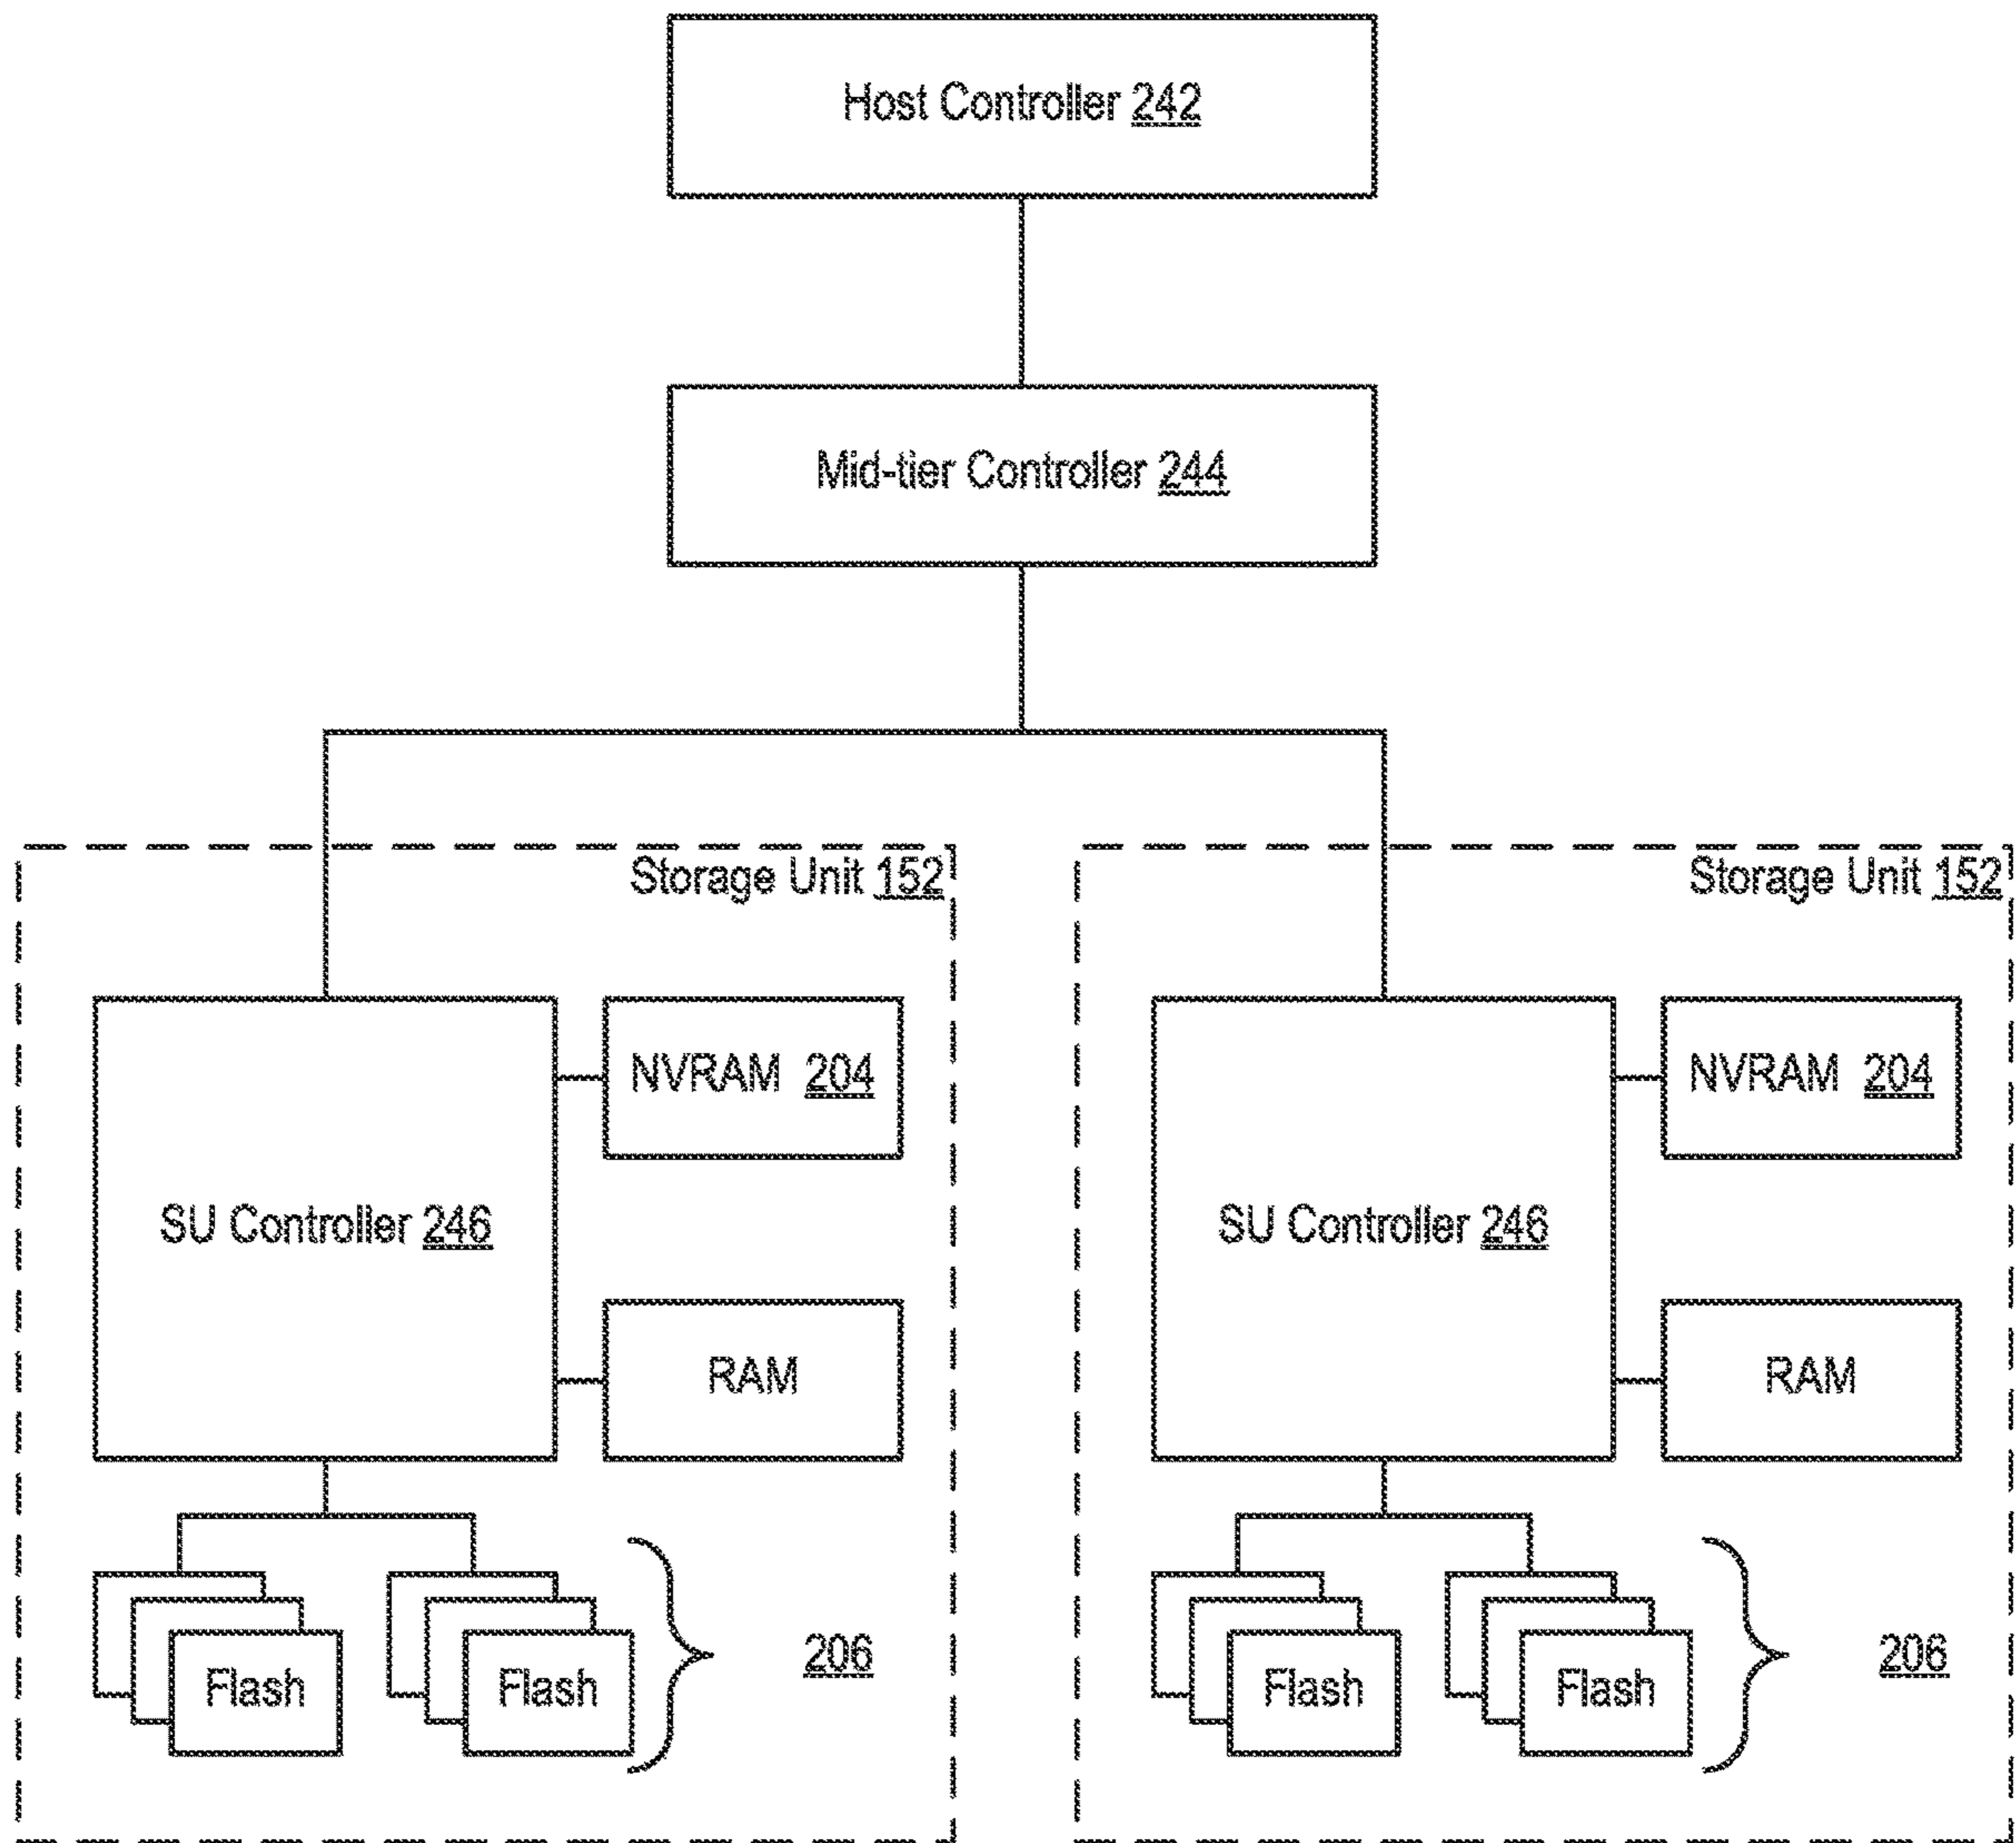 Host Controller 242
Mid-tier Controller 244
Storage Unit 152
SU Controller 246
NVRAM 204
RAM
Flash
Flash
206
Storage Unit 152
SU Controller 246
NVRAM 204
RAM
Flash
Flash
206